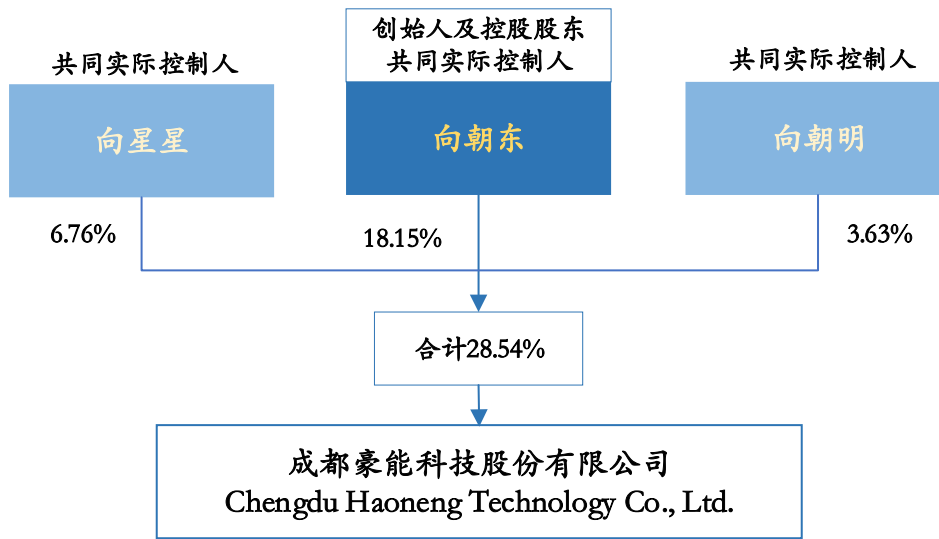 创始人及控股股东
共同实际控制人
共同实际控制人
共同实际控制人
向星星
向朝东
向朝明
6.76%
18.15%
3.63%
合计28.54%
成都豪能科技股份有限公司
Chengdu Haoneng Technology Co., Ltd.